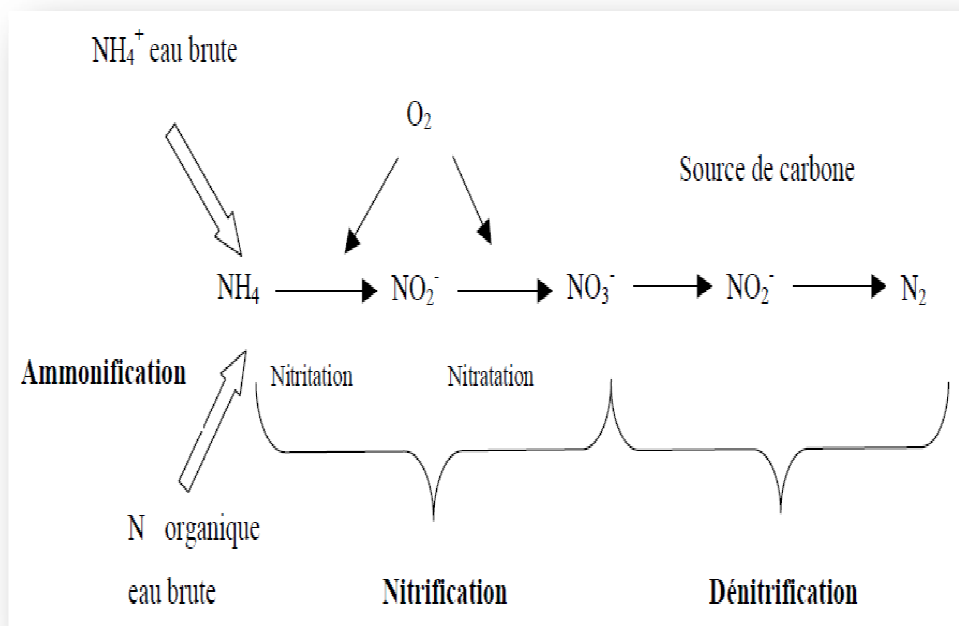 NH₄⁺ eau brute
O₂
Source de carbone
NH₄ NO₂⁻ NO₃⁻ NO₂⁻ N₂
Ammonification
Nitritation
Nitratation
N organique
eau brute
Nitrification
Dénitrification